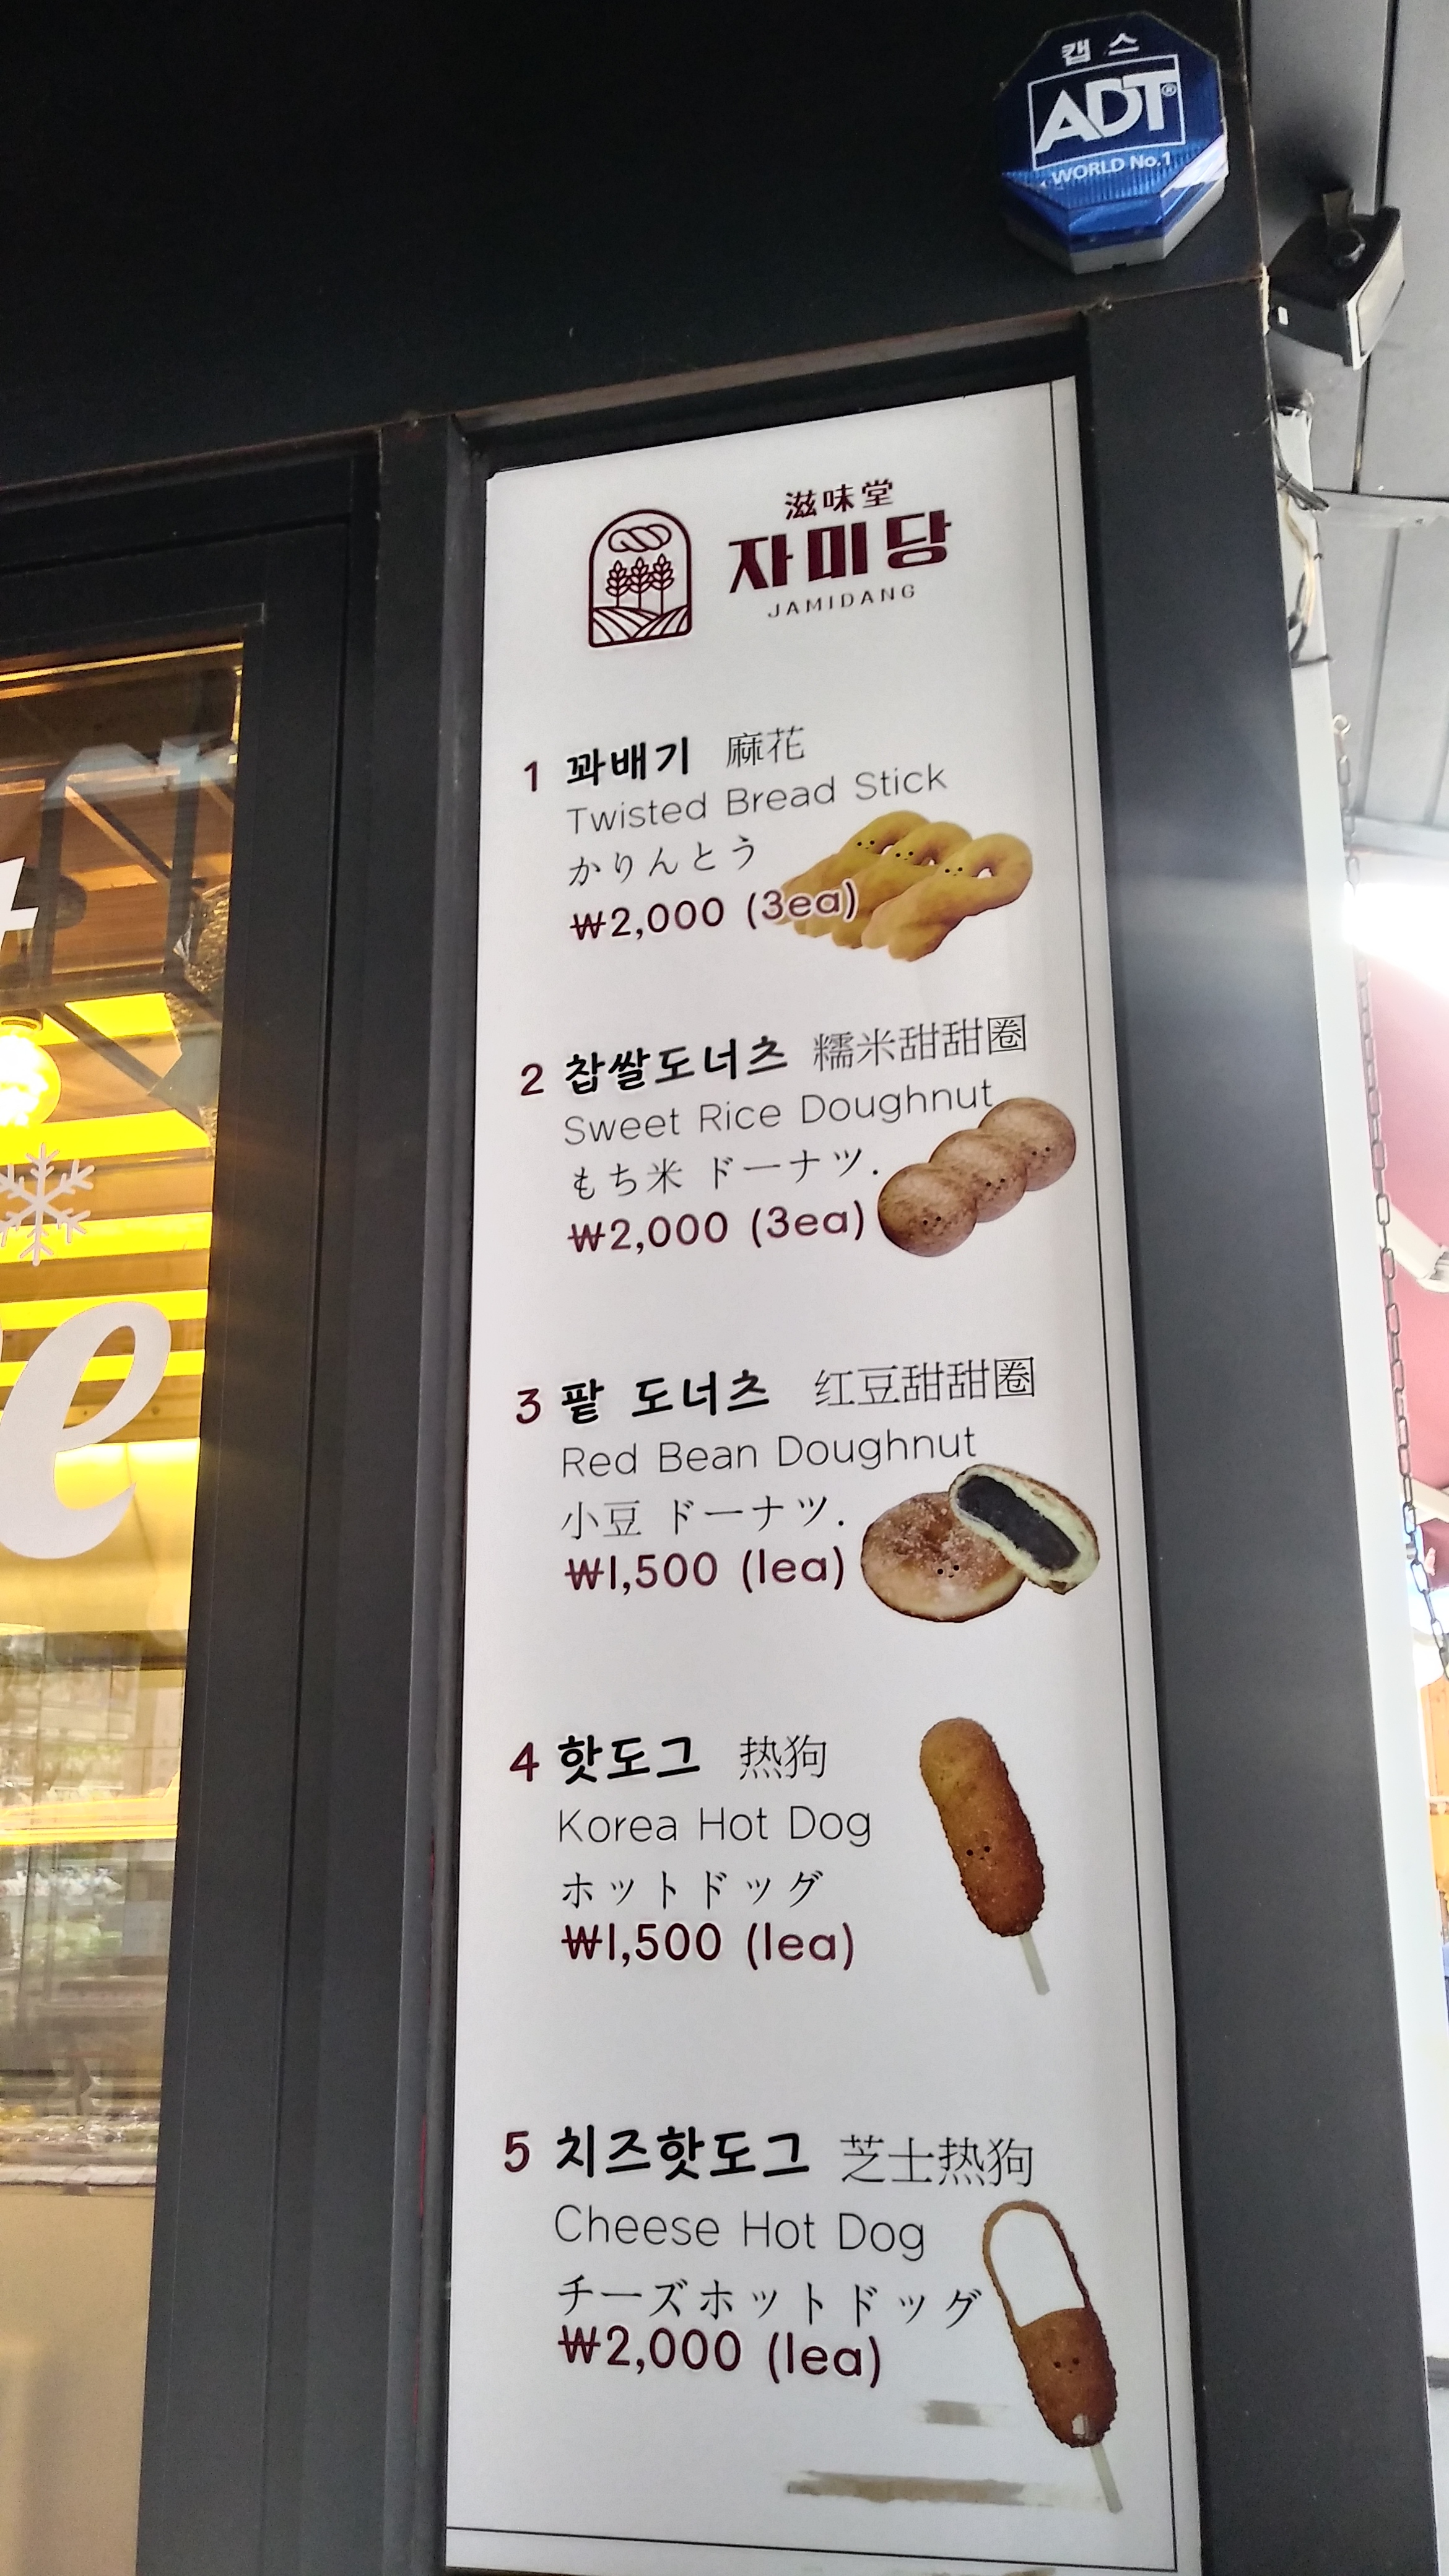 캡스
ADT®
WORLD No.1
滋味堂
자미당
JAMIDANG
1 꽈배기 麻花
Twisted Bread Stick
かりんとう
₩2,000 (3ea)
2 찹쌀도너츠 糯米甜甜圈
Sweet Rice Doughnut
もち米 ドーナツ.
₩2,000 (3ea)
3 팥 도너츠 红豆甜甜圈
Red Bean Doughnut
小豆 ドーナツ.
₩1,500 (1ea)
4 핫도그 热狗
Korea Hot Dog
ホットドッグ
₩1,500 (1ea)
5 치즈핫도그 芝士热狗
Cheese Hot Dog
チーズホットドッグ
₩2,000 (1ea)
e